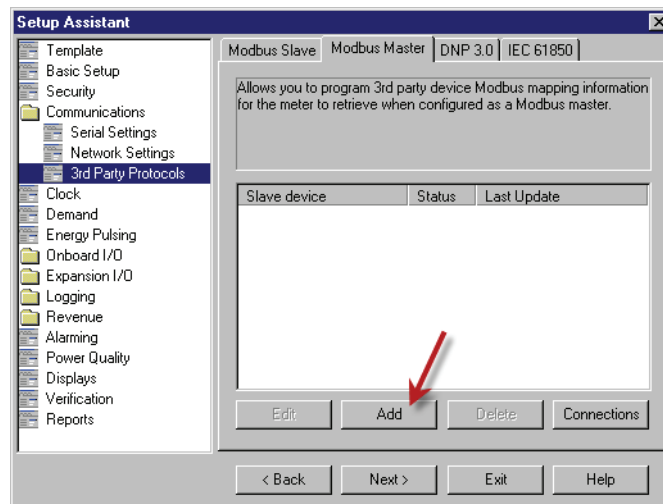 Setup Assistant
Template
Basic Setup
Security
Communications
Serial Settings
Network Settings
3rd Party Protocols
Clock
Demand
Energy Pulsing
Onboard I/O
Expansion I/O
Logging
Revenue
Alarming
Power Quality
Displays
Verification
Reports
Modbus Slave Modbus Master DNP 3.0 IEC 61850
Allows you to program 3rd party device Modbus mapping information
for the meter to retrieve when configured as a Modbus master.
Slave device Status Last Update
Edit Add Delete Connections
< Back Next > Exit Help